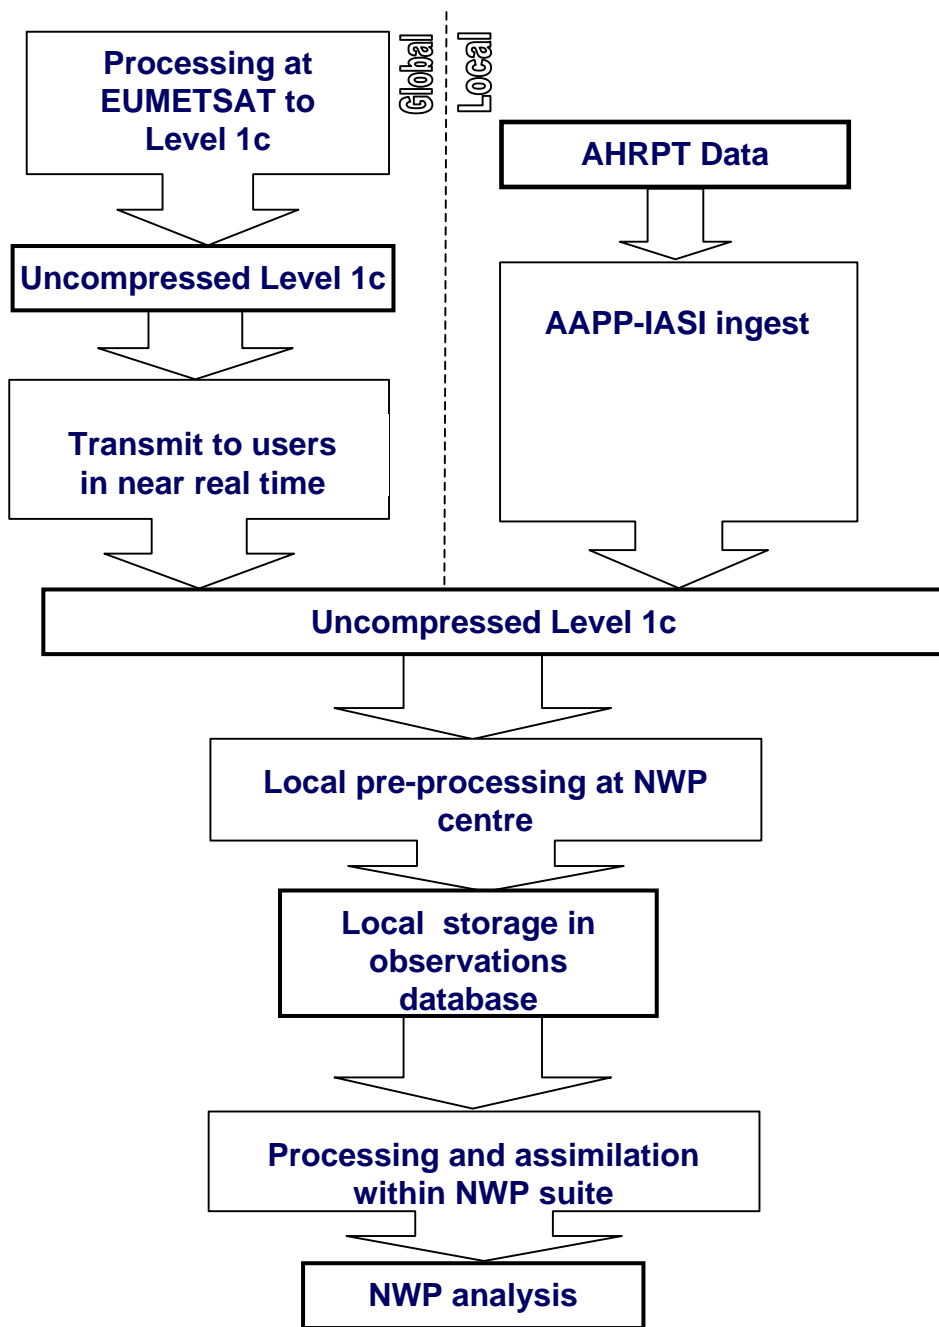 Processing at
EUMETSAT to
Level 1c
Global
Local
AHRPT Data
Uncompressed Level 1c
AAPP-IASI ingest
Transmit to users
in near real time
Uncompressed Level 1c
Local pre-processing at NWP
centre
Local storage in
observations
database
Processing and assimilation
within NWP suite
NWP analysis